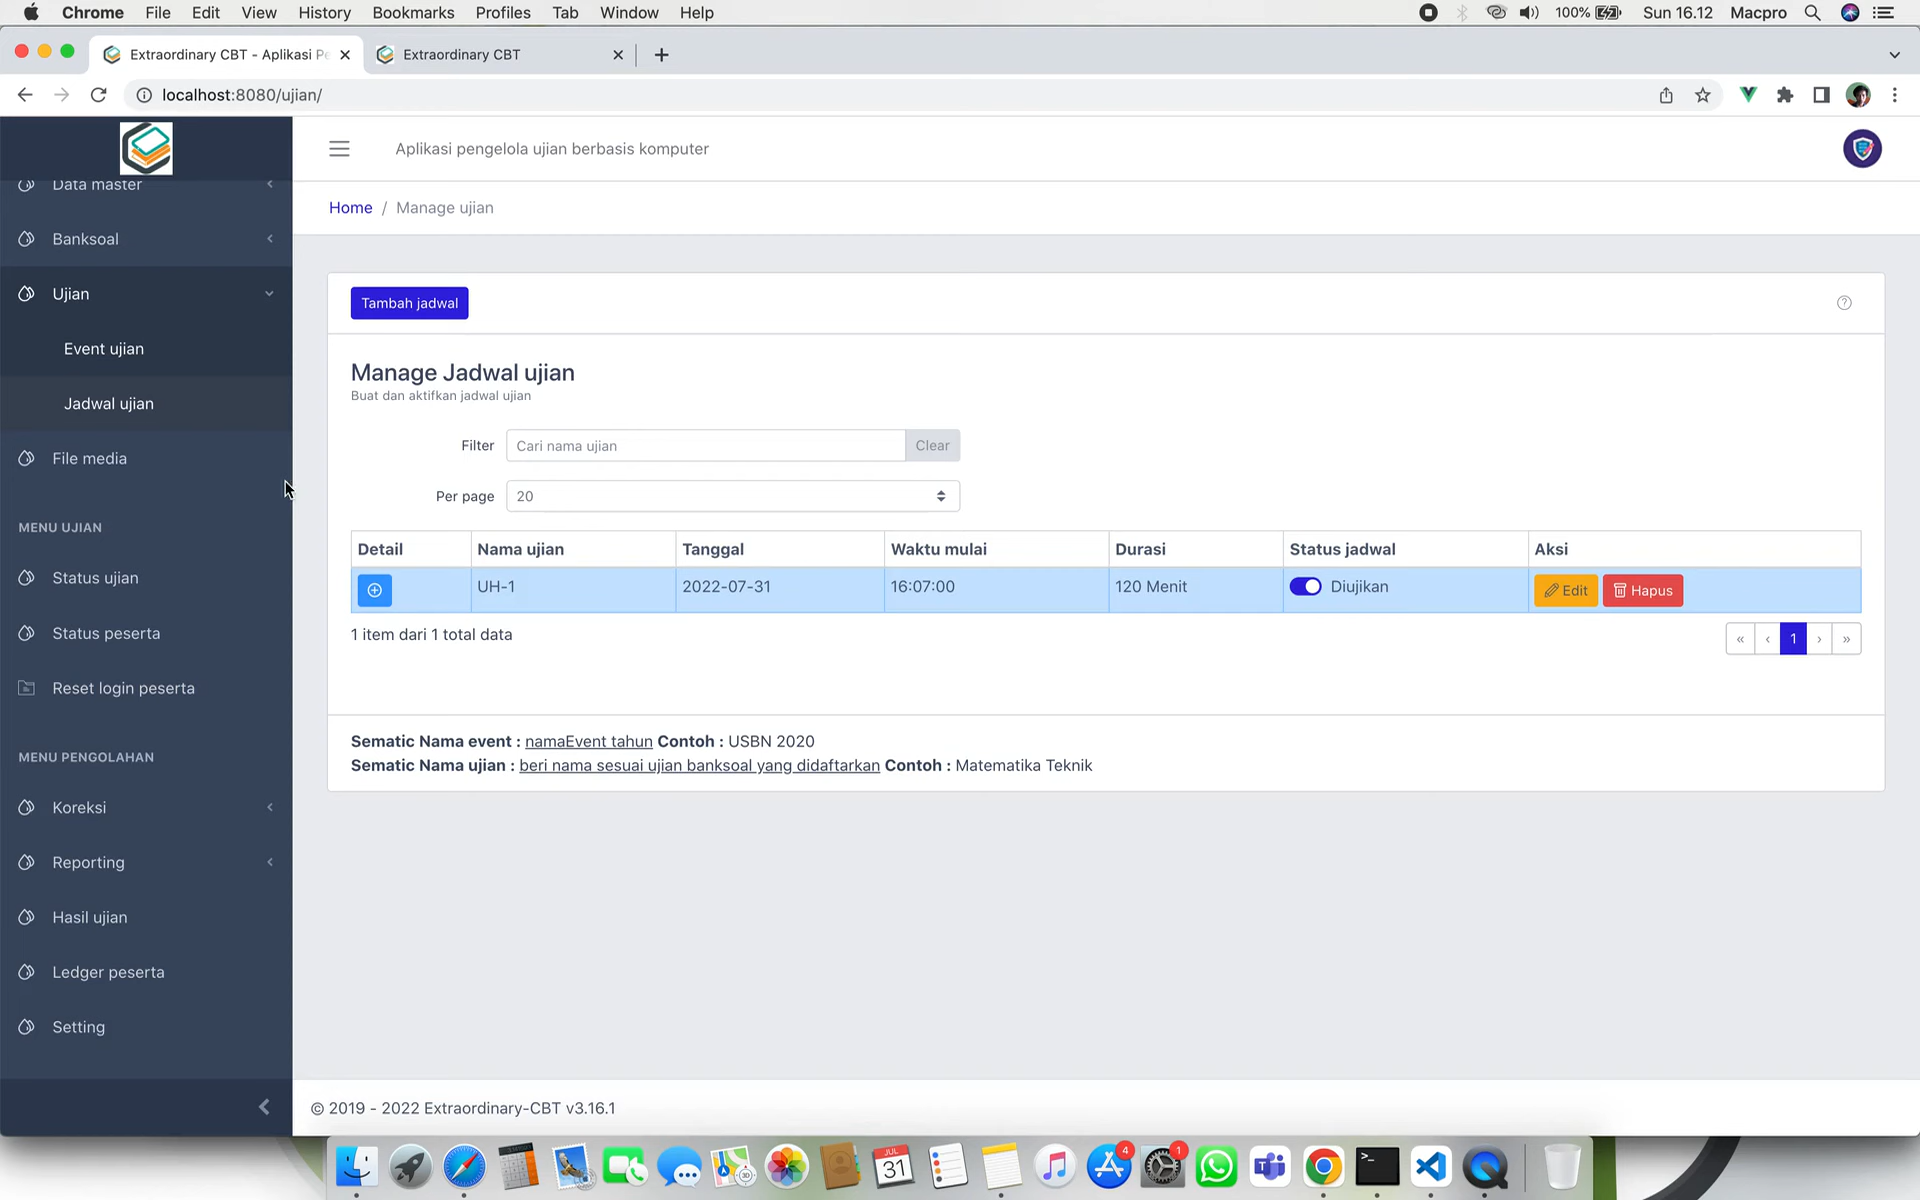 Chrome File Edit View History Bookmarks Profiles Tab Window Help 100% Sun 16.12 Macpro
Extraordinary CBT - Aplikasi Pe Extraordinary CBT
localhost:8080/ujian/
Aplikasi pengelola ujian berbasis komputer
Home / Manage ujian
Data master
Banksoal
Ujian
Event ujian
Jadwal ujian
File media
MENU UJIAN
Status ujian
Status peserta
Reset login peserta
MENU PENGOLAHAN
Koreksi
Reporting
Hasil ujian
Ledger peserta
Setting
Tambah jadwal
Manage Jadwal ujian
Buat dan aktifkan jadwal ujian
Filter Cari nama ujian Clear
Per page 20
Detail Nama ujian Tanggal Waktu mulai Durasi Status jadwal Aksi
UH-1 2022-07-31 16:07:00 120 Menit Diujikan Edit Hapus
1 item dari 1 total data « ‹ 1 › »
Sematic Nama event : namaEvent tahun Contoh : USBN 2020
Sematic Nama ujian : beri nama sesuai ujian banksoal yang didaftarkan Contoh : Matematika Teknik
© 2019 - 2022 Extraordinary-CBT v3.16.1
JUL
31
4
1